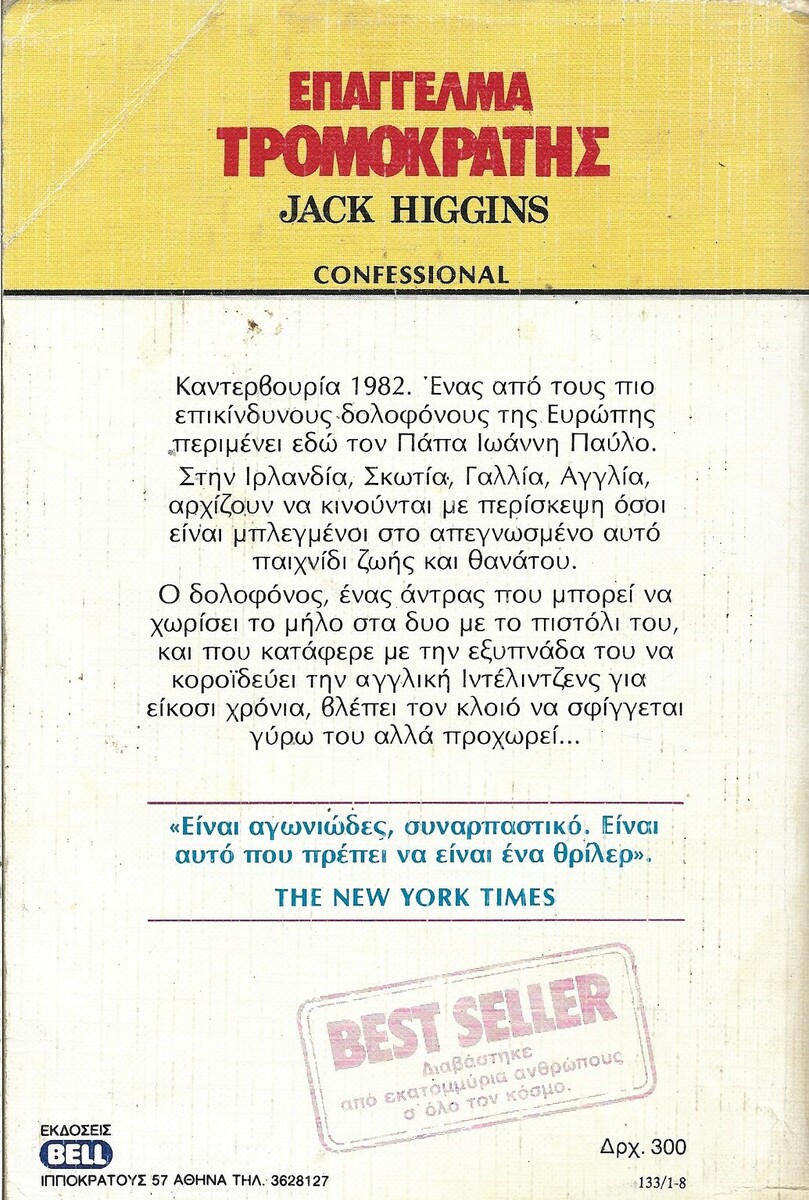 ΕΠΑΓΓΕΛΜΑ
ΤΡΟΜΟΚΡΑΤΗΣ
JACK HIGGINS
CONFESSIONAL
Καντερβουρία 1982. Ένας από τους πιο
επικίνδυνους δολοφόνους της Ευρώπης
περιμένει εδώ τον Πάπα Ιωάννη Παύλο.
Στην Ιρλανδία, Σκωτία, Γαλλία, Αγγλία,
αρχίζουν να κινούνται με περίσκεψη όσοι
είναι μπλεγμένοι στο απεγνωσμένο αυτό
παιχνίδι ζωής και θανάτου.
Ο δολοφόνος, ένας άντρας που μπορεί να
χωρίσει το μήλο στα δυο με το πιστόλι του,
και που κατάφερε με την εξυπνάδα του να
κοροϊδεύει την αγγλική Ιντέλιντζενς για
είκοσι χρόνια, βλέπει τον κλοιό να σφίγγεται
γύρω του αλλά προχωρεί...
«Είναι αγωνιώδες, συναρπαστικό. Είναι
αυτό που πρέπει να είναι ένα θρίλερ».
THE NEW YORK TIMES
BEST SELLER
Διαβάστηκε
από εκατομμύρια ανθρώπους
σ' όλο τον κόσμο.
ΕΚΔΟΣΕΙΣ
BELL
ΙΠΠΟΚΡΑΤΟΥΣ 57 ΑΘΗΝΑ ΤΗΛ. 3628127
Δρχ. 300
133/1-8